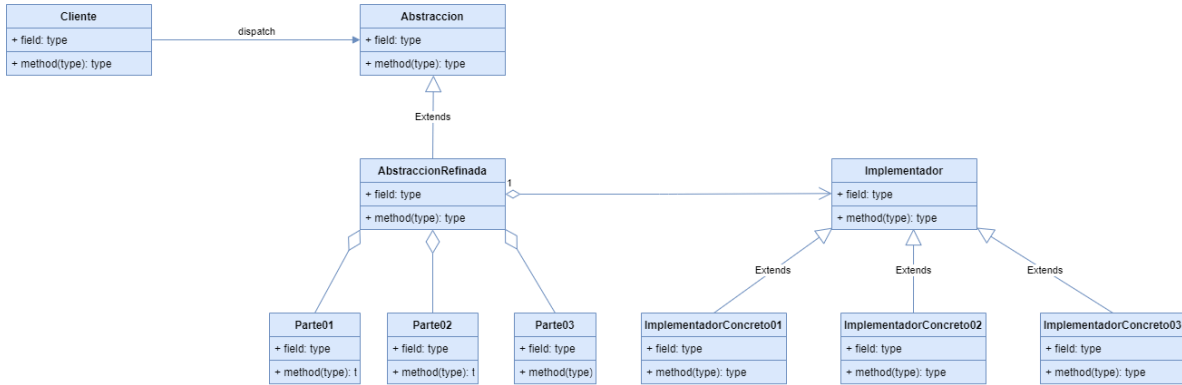 Cliente
+ field: type
+ method(type): type
dispatch
Abstraccion
+ field: type
+ method(type): type
Extends
AbstraccionRefinada
+ field: type
+ method(type): type
1
Implementador
+ field: type
+ method(type): type
Extends
Extends
Extends
Parte01
+ field: type
+ method(type): t
Parte02
+ field: type
+ method(type): t
Parte03
+ field: type
+ method(type)
ImplementadorConcreto01
+ field: type
+ method(type): type
ImplementadorConcreto02
+ field: type
+ method(type): type
ImplementadorConcreto03
+ field: type
+ method(type): type